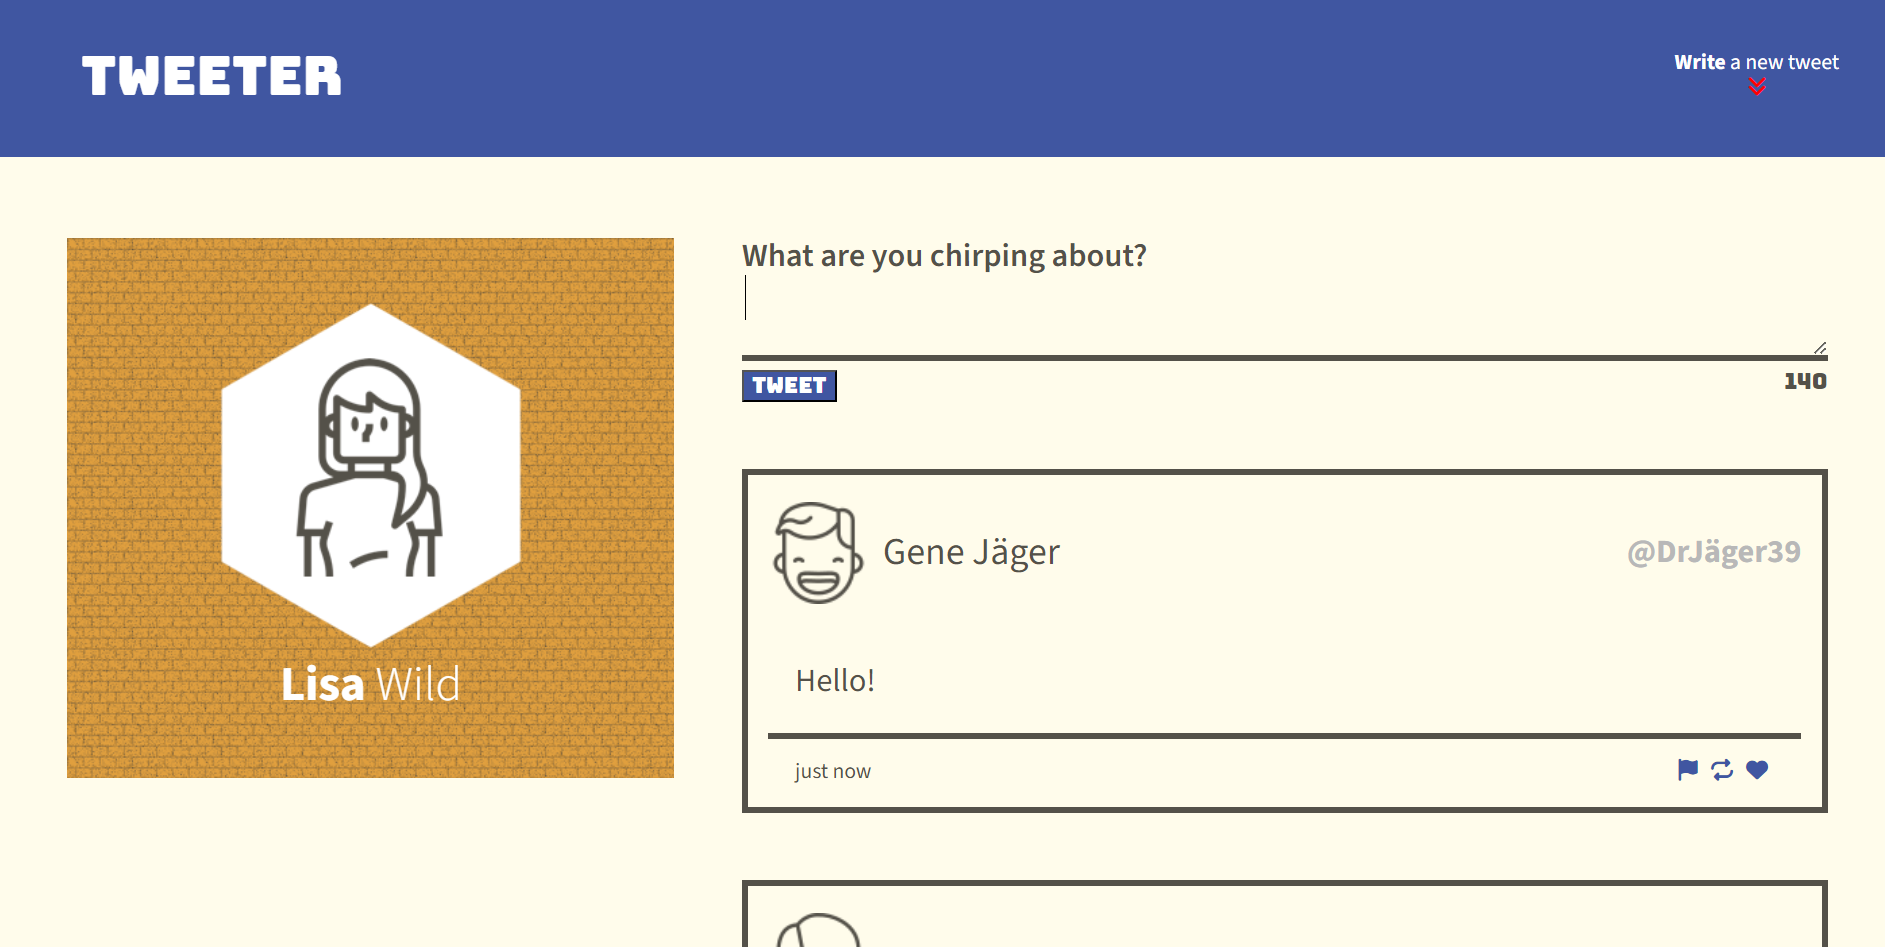 TWEETER
Write a new tweet
What are you chirping about?
TWEET
140
Lisa Wild
Gene Jäger
@DrJäger39
Hello!
just now